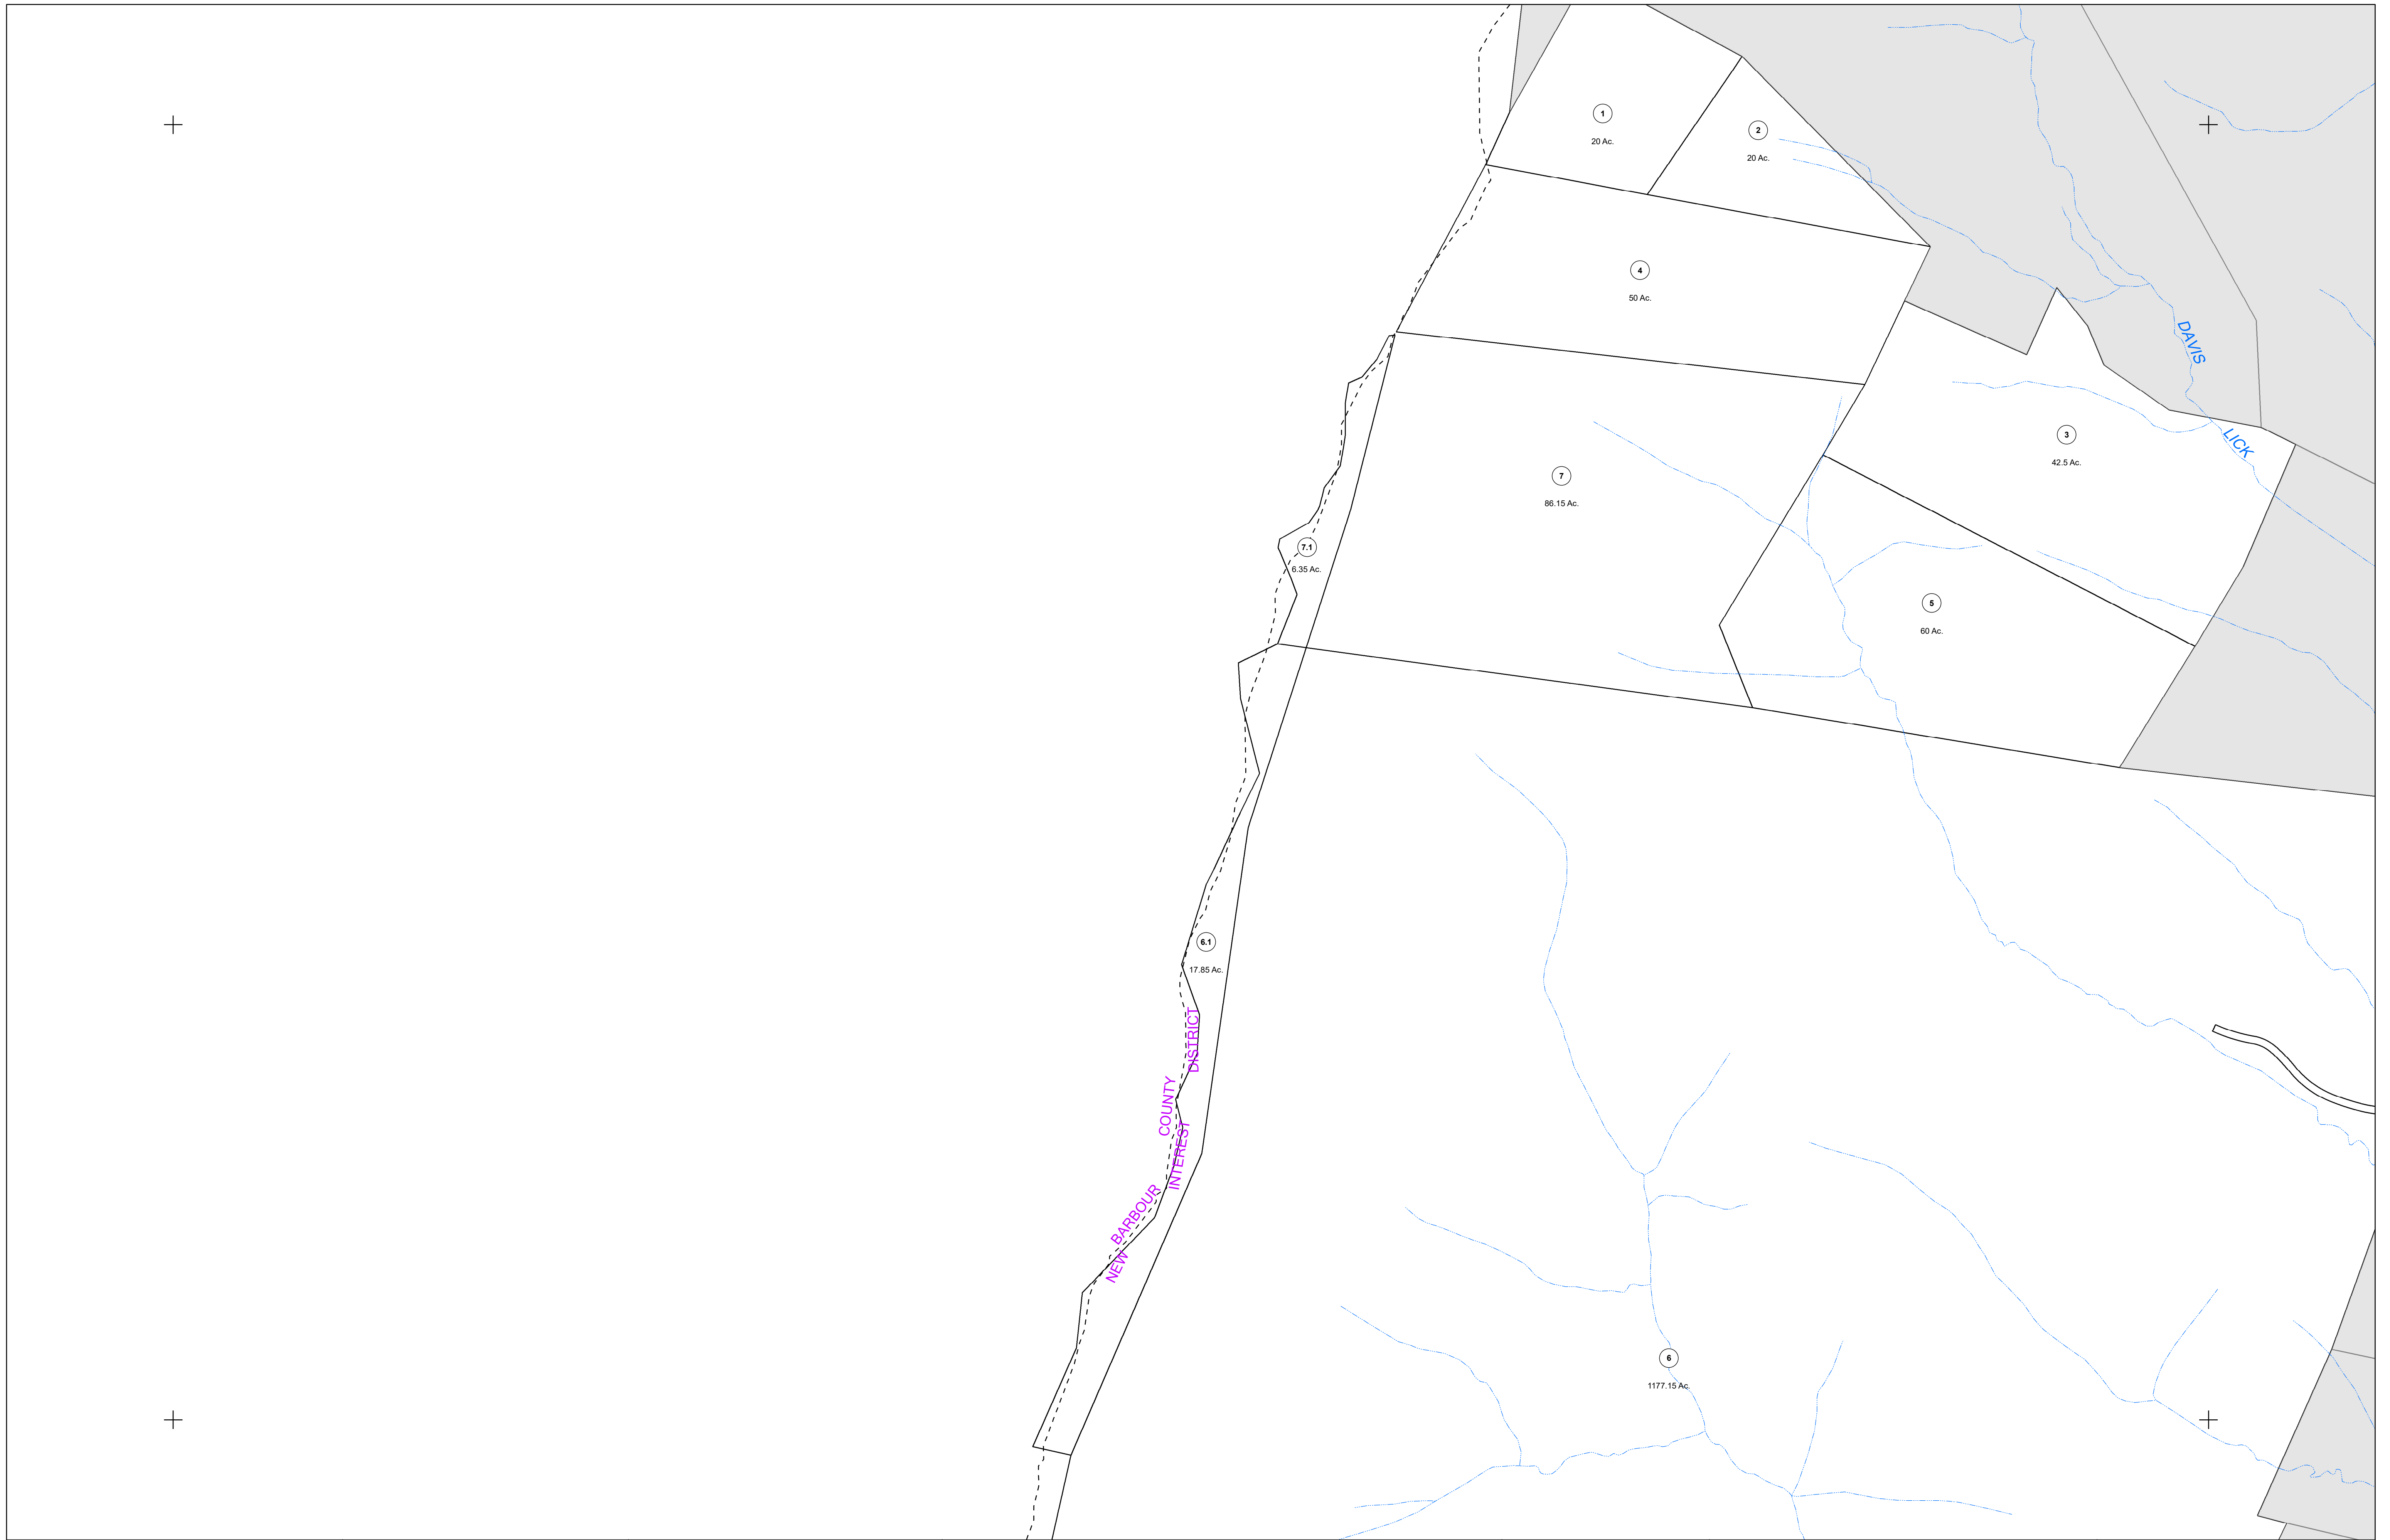 1
20 Ac.
2
20 Ac.
4
50 Ac.
DAVIS
LICK
3
42.5 Ac.
7
86.15 Ac.
7.1
6.35 Ac.
5
60 Ac.
6.1
17.85 Ac.
BARBOUR COUNTY
NEW INTEREST DISTRICT
6
1177.15 Ac.